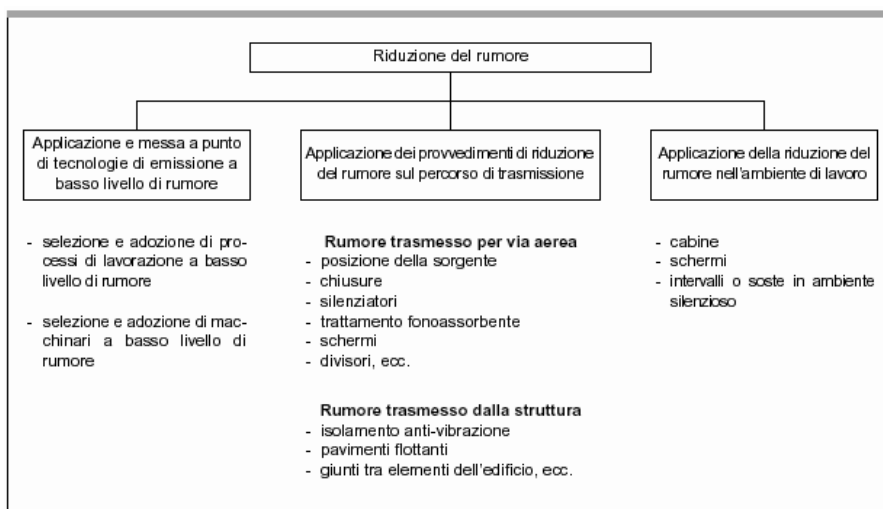 Riduzione del rumore
Applicazione e messa a punto
di tecnologie di emissione a
basso livello di rumore
Applicazione dei provvedimenti di riduzione
del rumore sul percorso di trasmissione
Applicazione della riduzione del
rumore nell'ambiente di lavoro
- selezione e adozione di pro-
cessi di lavorazione a basso
livello di rumore
- selezione e adozione di mac-
chinari a basso livello di
rumore
Rumore trasmesso per via aerea
- posizione della sorgente
- chiusure
- silenziatori
- trattamento fonoassorbente
- schermi
- divisori, ecc.
Rumore trasmesso dalla struttura
- isolamento anti-vibrazione
- pavimenti flottanti
- giunti tra elementi dell'edificio, ecc.
- cabine
- schermi
- intervalli o soste in ambiente
silenzioso